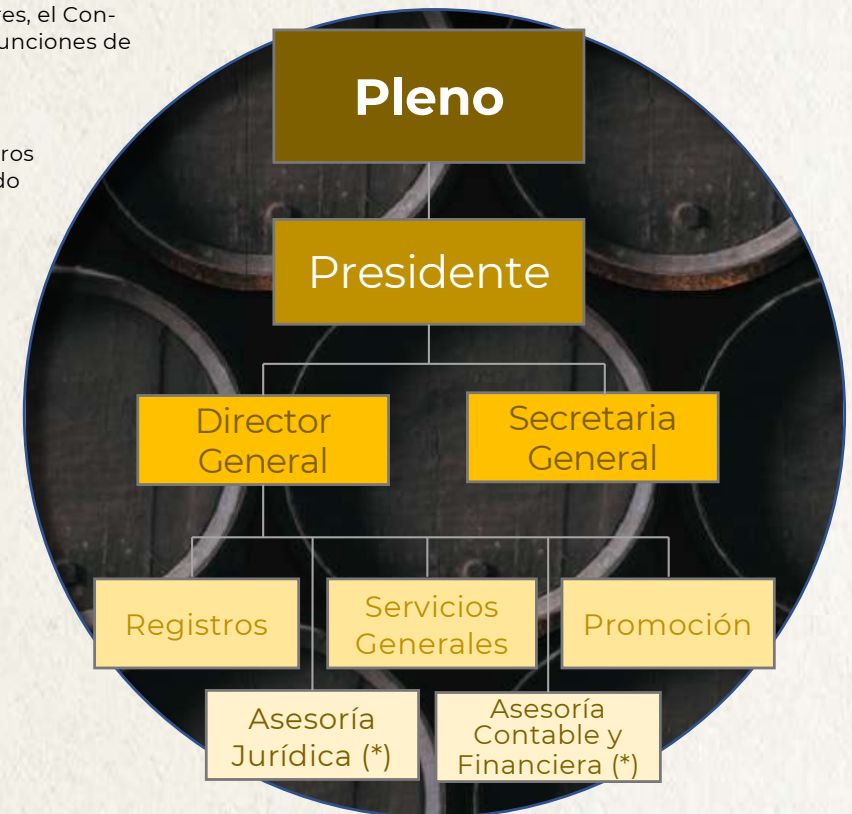 res, el Con-
unciones de
ros
do
Pleno
Presidente
Director
General
Secretaria
General
Registros
Servicios
Generales
Promoción
Asesoría
Jurídica (*)
Asesoría
Contable y
Financiera (*)